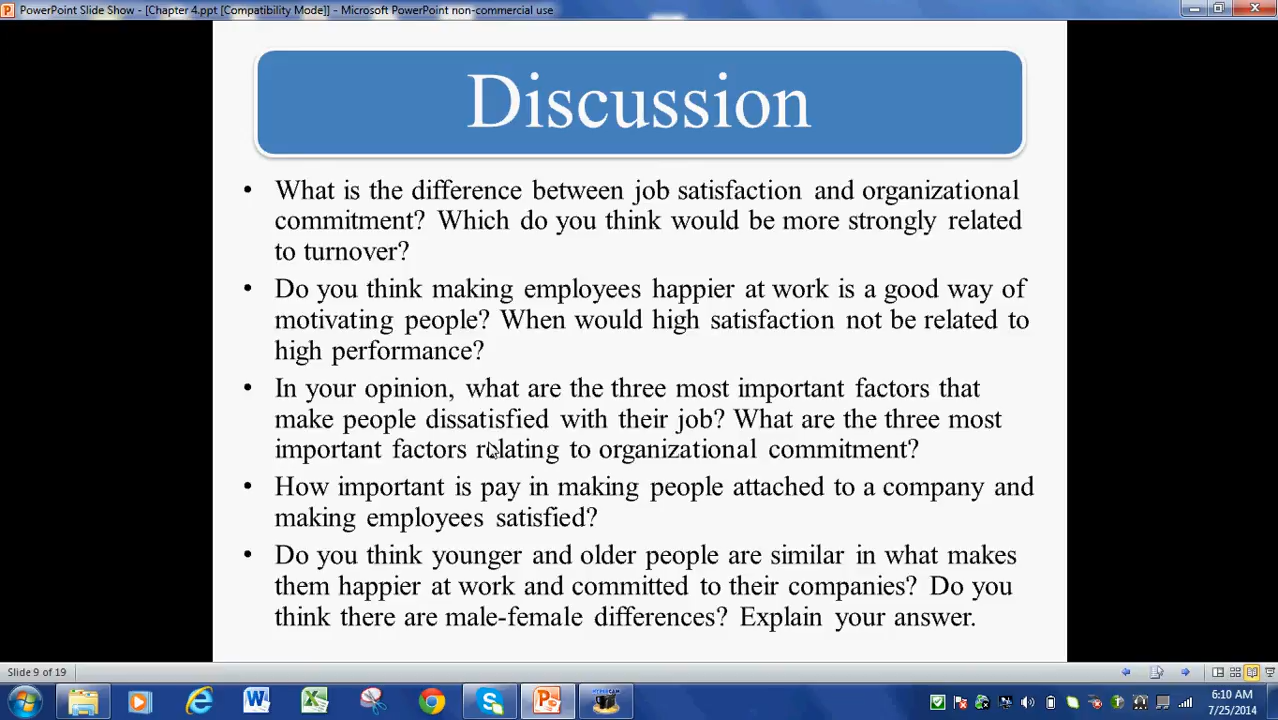 PowerPoint Slide Show - [Chapter 4.ppt [Compatibility Mode]] - Microsoft PowerPoint non-commercial use
Discussion
• What is the difference between job satisfaction and organizational
commitment? Which do you think would be more strongly related
to turnover?
• Do you think making employees happier at work is a good way of
motivating people? When would high satisfaction not be related to
high performance?
• In your opinion, what are the three most important factors that
make people dissatisfied with their job? What are the three most
important factors relating to organizational commitment?
• How important is pay in making people attached to a company and
making employees satisfied?
• Do you think younger and older people are similar in what makes
them happier at work and committed to their companies? Do you
think there are male-female differences? Explain your answer.
Slide 9 of 19
6:10 AM
7/25/2014